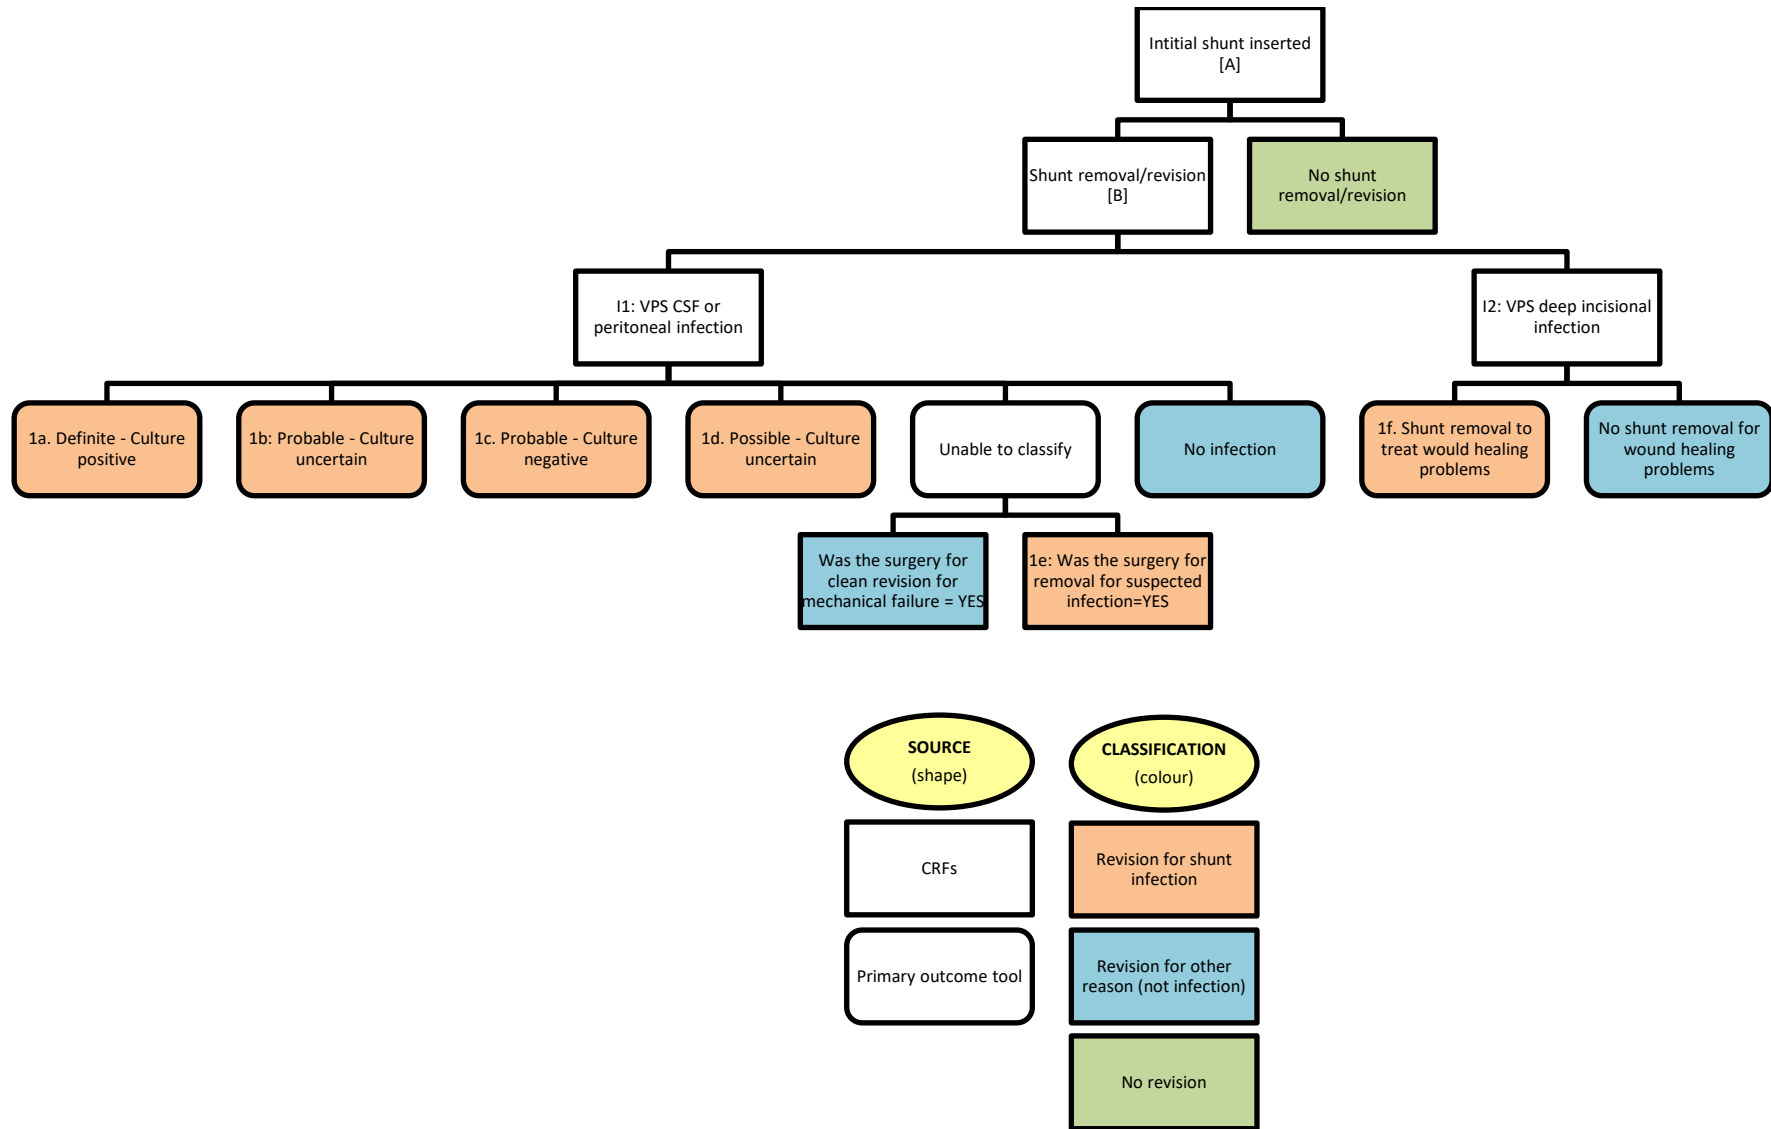 Intitial shunt inserted
[A]
Shunt removal/revision
[B]
No shunt
removal/revision
I1: VPS CSF or
peritoneal infection
I2: VPS deep incisional
infection
1a. Definite - Culture
positive
1b: Probable - Culture
uncertain
1c. Probable - Culture
negative
1d. Possible - Culture
uncertain
Unable to classify
No infection
1f. Shunt removal to
treat would healing
problems
No shunt removal for
wound healing
problems
Was the surgery for
clean revision for
mechanical failure = YES
1e: Was the surgery for
removal for suspected
infection=YES
SOURCE
(shape)
CLASSIFICATION
(colour)
CRFs
Revision for shunt
infection
Primary outcome tool
Revision for other
reason (not infection)
No revision